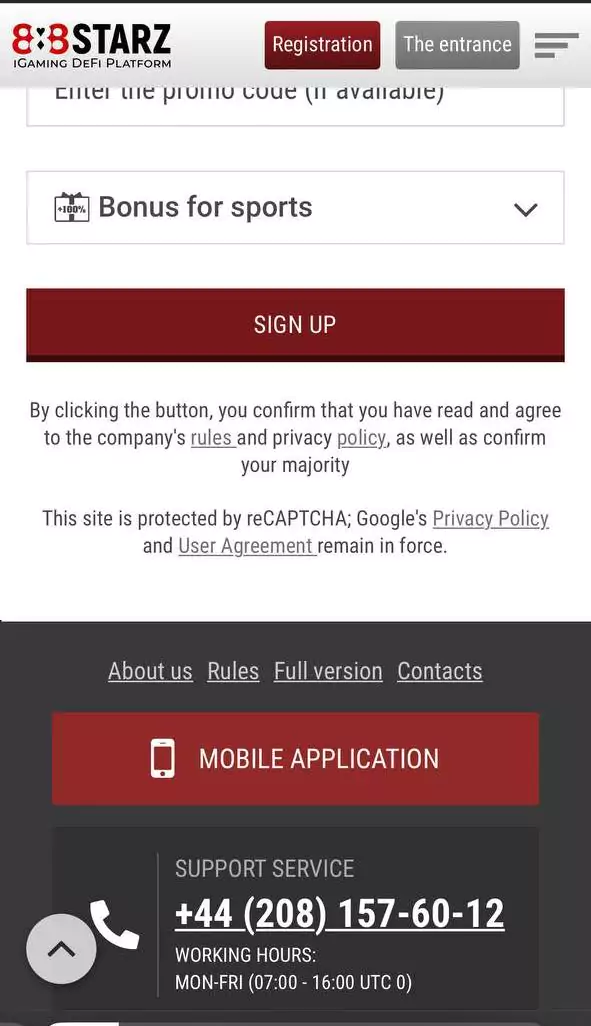 888STARZ
iGAMING DEFI PLATFORM
Registration
The entrance
Enter the promo code (if available)
+100%
Bonus for sports
SIGN UP
By clicking the button, you confirm that you have read and agree
to the company's rules and privacy policy, as well as confirm
your majority
This site is protected by reCAPTCHA; Google's Privacy Policy
and User Agreement remain in force.
About us Rules Full version Contacts
MOBILE APPLICATION
SUPPORT SERVICE
+44 (208) 157-60-12
WORKING HOURS:
MON-FRI (07:00 - 16:00 UTC 0)